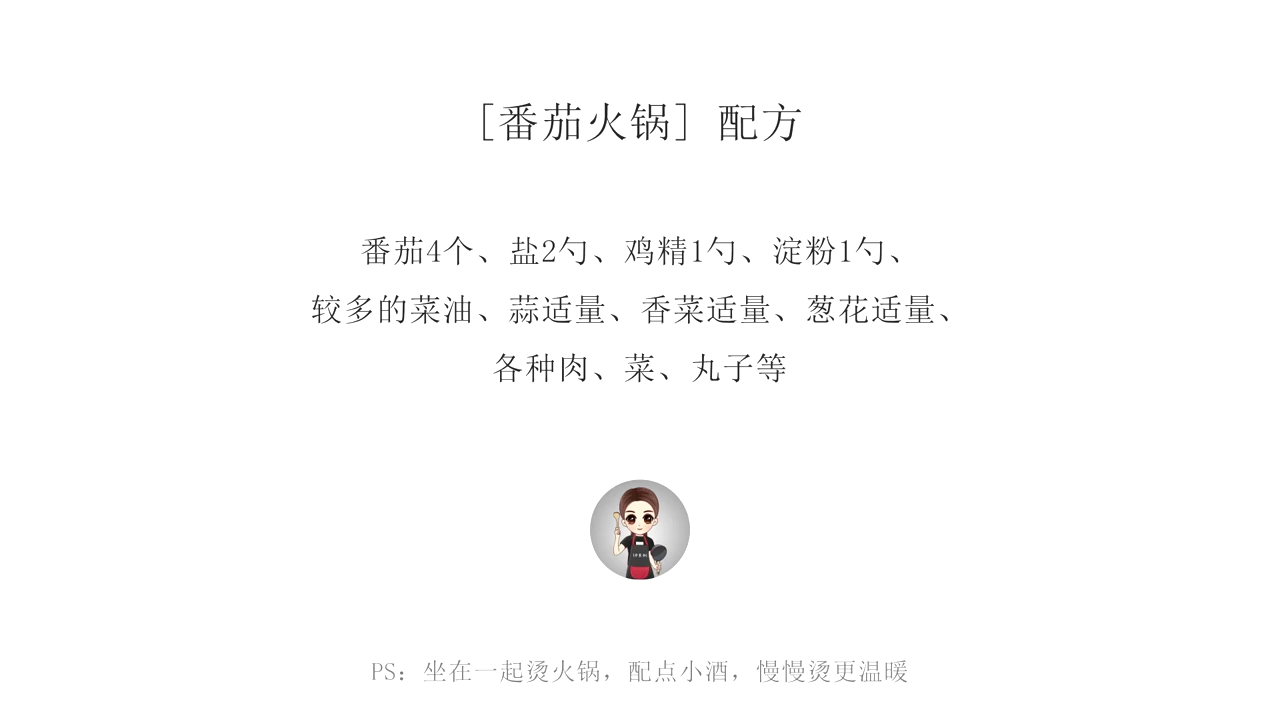 [番茄火锅] 配方
番茄4个、盐2勺、鸡精1勺、淀粉1勺、
较多的菜油、蒜适量、香菜适量、葱花适量、
各种肉、菜、丸子等
PS：坐在一起烫火锅，配点小酒，慢慢烫更温暖